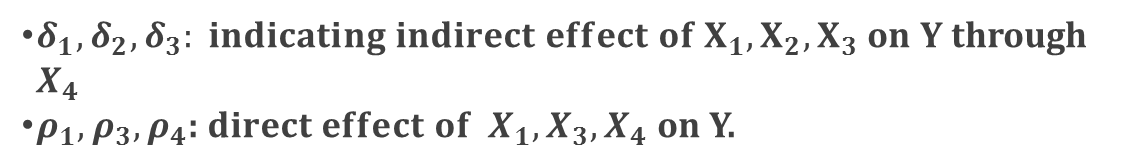 •δ₁, δ₂, δ₃: indicating indirect effect of X₁, X₂, X₃ on Y through
X₄
•ρ₁, ρ₃, ρ₄: direct effect of X₁, X₃, X₄ on Y.